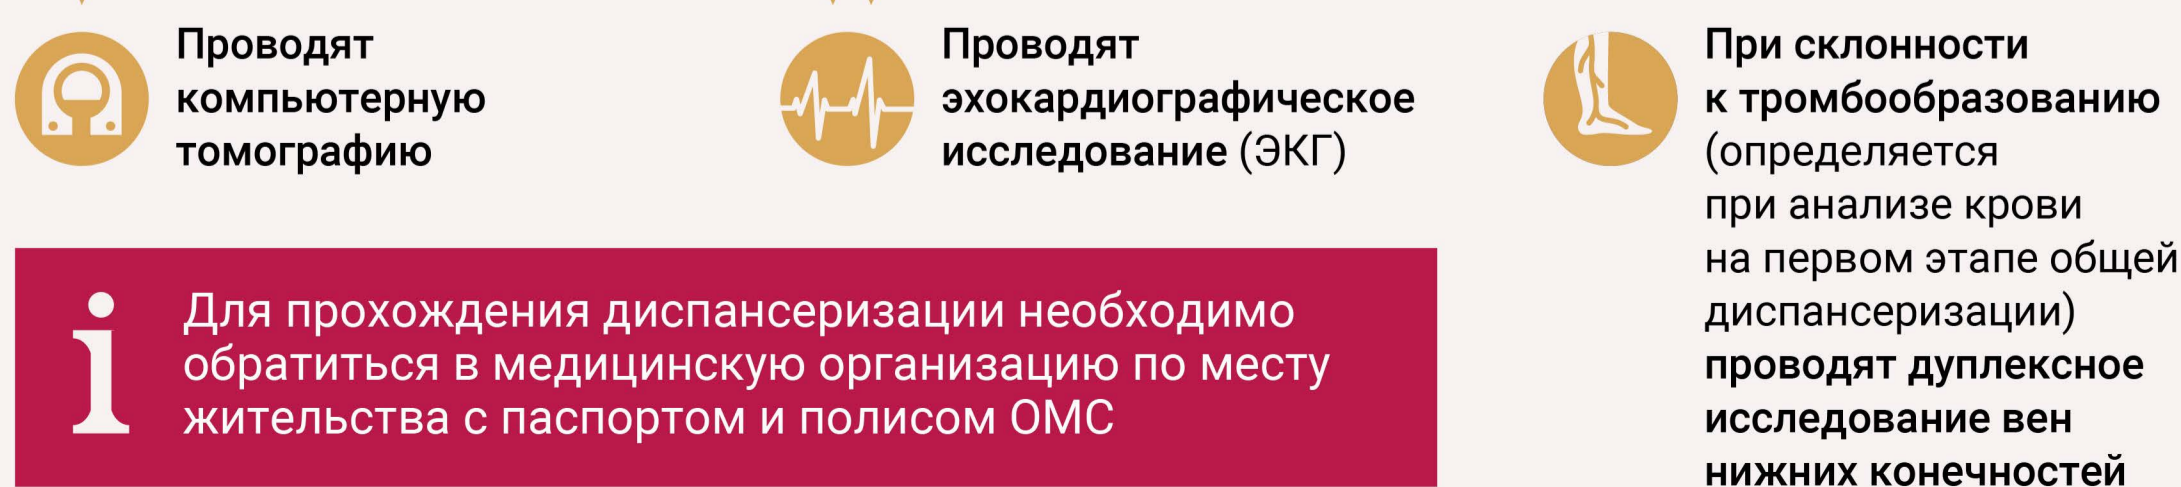 Проводят
компьютерную
томографию
Проводят
эхокардиографическое
исследование (ЭКГ)
При склонности
к тромбообразованию
(определяется
при анализе крови
на первом этапе общей
диспансеризации)
проводят дуплексное
исследование вен
нижних конечностей
Для прохождения диспансеризации необходимо
обратиться в медицинскую организацию по месту
жительства с паспортом и полисом ОМС